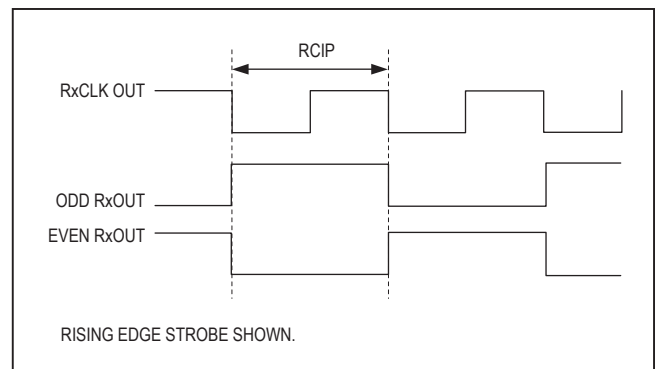 RCIP
RxCLK OUT
ODD RxOUT
EVEN RxOUT
RISING EDGE STROBE SHOWN.